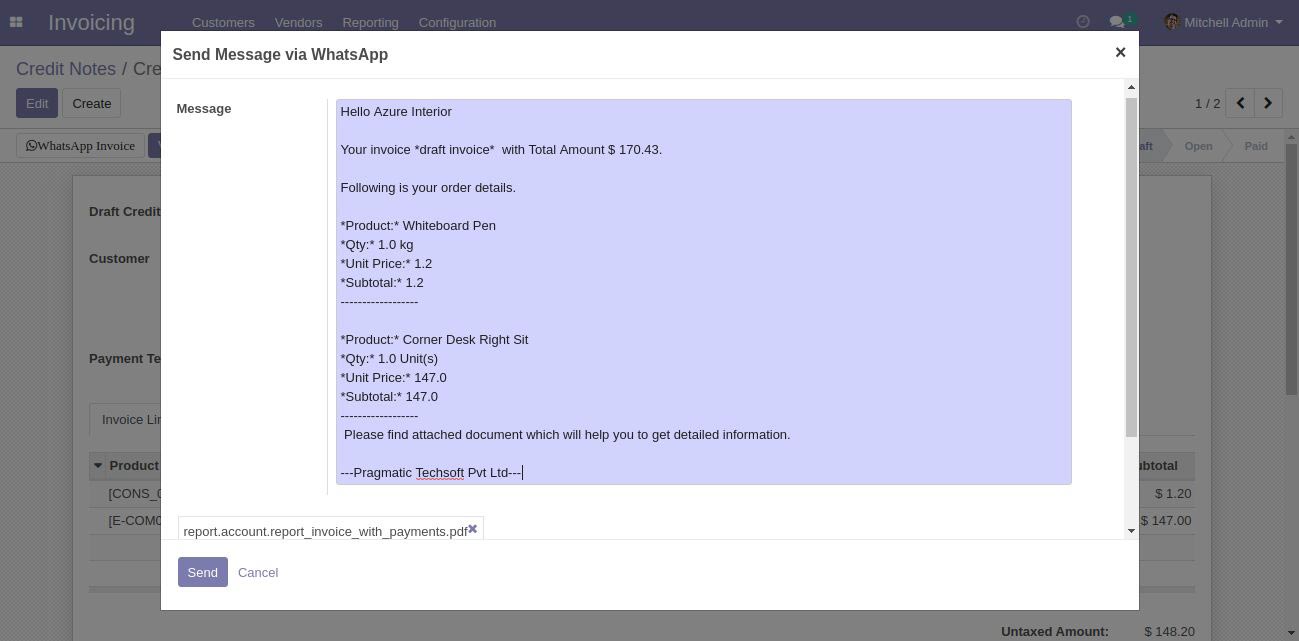 Invoicing
Customers Vendors Reporting Configuration
1 Mitchell Admin
Send Message via WhatsApp ×
Credit Notes / Cre
Edit Create
1 / 2
WhatsApp Invoice
Open Paid
Message
Hello Azure Interior
Your invoice *draft invoice*  with Total Amount $ 170.43.
Following is your order details.
*Product:* Whiteboard Pen
*Qty:* 1.0 kg
*Unit Price:* 1.2
*Subtotal:* 1.2
------------------
*Product:* Corner Desk Right Sit
*Qty:* 1.0 Unit(s)
*Unit Price:* 147.0
*Subtotal:* 147.0
------------------
Please find attached document which will help you to get detailed information.
---Pragmatic Techsoft Pvt Ltd---
report.account.report_invoice_with_payments.pdf
Send Cancel
Draft Credit
Customer
Payment Te
Invoice Lin
Product
ubtotal
[CONS_0
$ 1.20
[E-COM0
$ 147.00
Untaxed Amount: $ 148.20